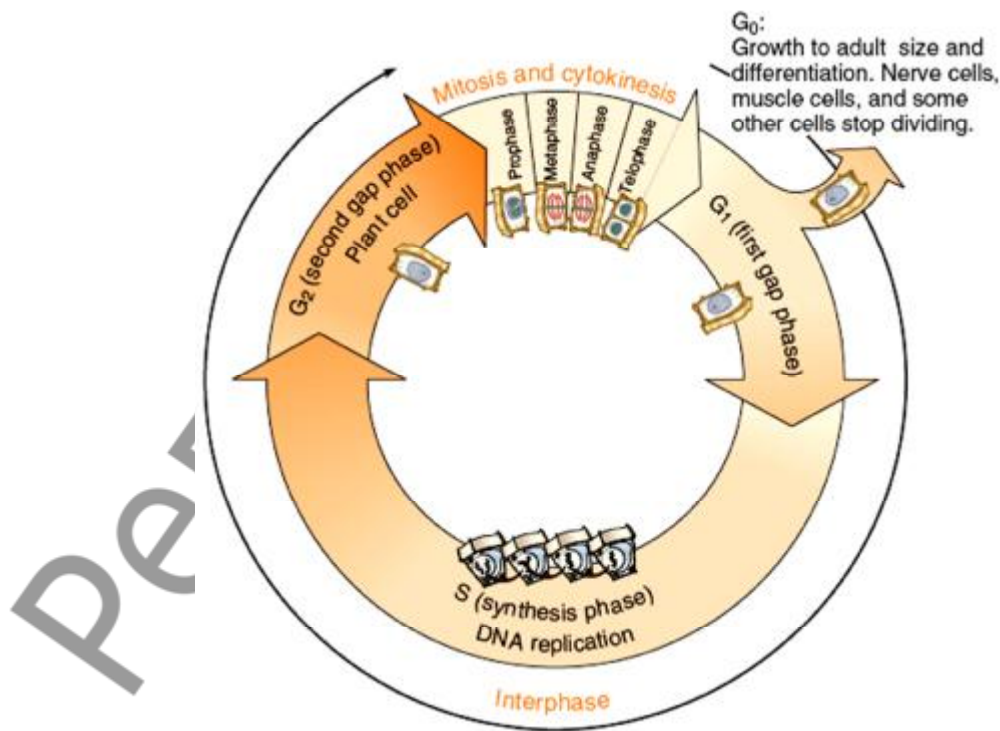 G₀:
Growth to adult size and
differentiation. Nerve cells,
muscle cells, and some
other cells stop dividing.
Mitosis and cytokinesis
Prophase
Metaphase
Anaphase
Telophase
G₁ (first gap phase)
S (synthesis phase)
DNA replication
G₂ (second gap phase)
Plant cell
Interphase